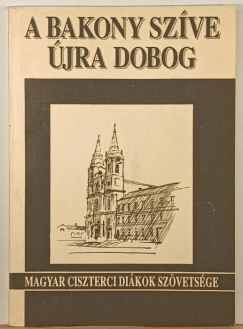 A BAKONY SZÍVE
ÚJRA DOBOG
MAGYAR CISZTERCI DIÁKOK SZÖVETSÉGE